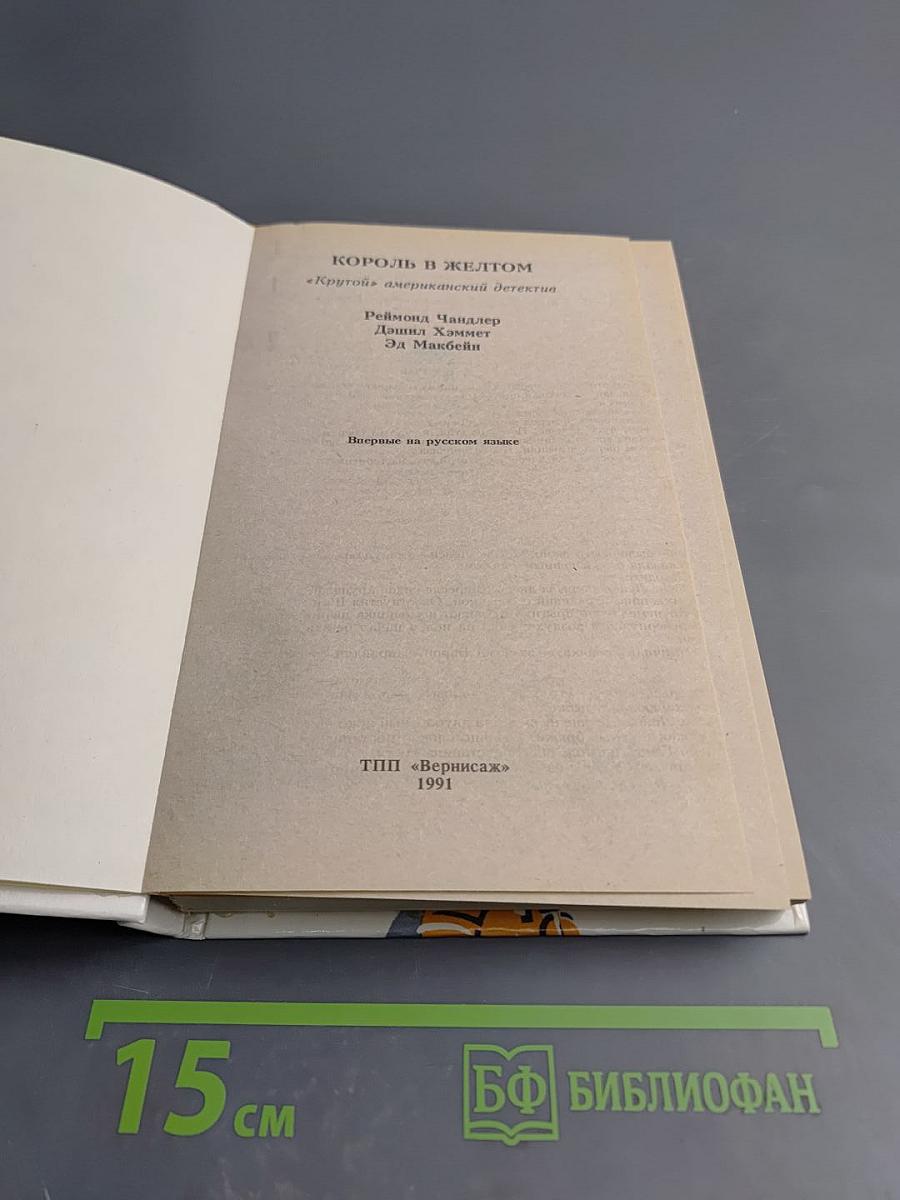 КОРОЛЬ В ЖЕЛТОМ
«Крутой» американский детектив
Реймонд Чандлер
Дэшил Хэммет
Эд Макбейн
Впервые на русском языке
ТПП «Вернисаж»
1991
15 см
БФ БИБЛИОФАН